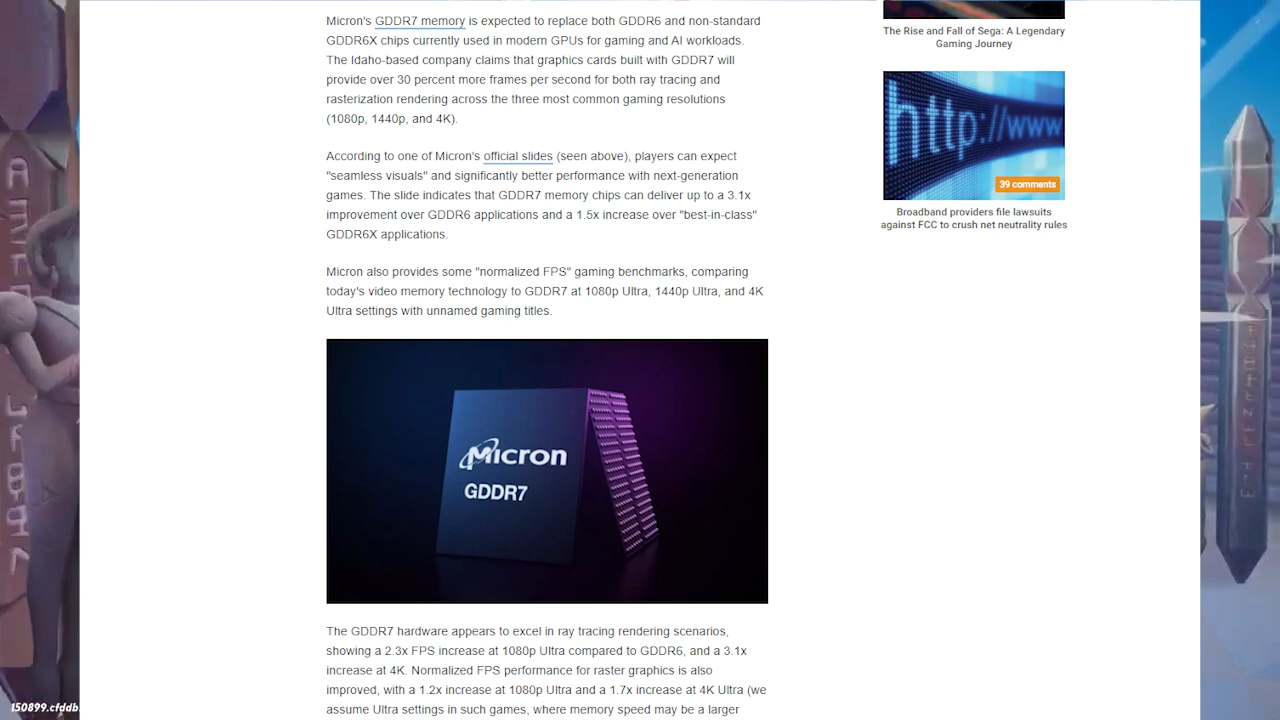 Micron's GDDR7 memory is expected to replace both GDDR6 and non-standard
GDDR6X chips currently used in modern GPUs for gaming and AI workloads.
The Idaho-based company claims that graphics cards built with GDDR7 will
provide over 30 percent more frames per second for both ray tracing and
rasterization rendering across the three most common gaming resolutions
(1080p, 1440p, and 4K).
According to one of Micron's official slides (seen above), players can expect
"seamless visuals" and significantly better performance with next-generation
games. The slide indicates that GDDR7 memory chips can deliver up to a 3.1x
improvement over GDDR6 applications and a 1.5x increase over "best-in-class"
GDDR6X applications.
Micron also provides some "normalized FPS" gaming benchmarks, comparing
today's video memory technology to GDDR7 at 1080p Ultra, 1440p Ultra, and 4K
Ultra settings with unnamed gaming titles.
Micron
GDDR7
The GDDR7 hardware appears to excel in ray tracing rendering scenarios,
showing a 2.3x FPS increase at 1080p Ultra compared to GDDR6, and a 3.1x
increase at 4K. Normalized FPS performance for raster graphics is also
improved, with a 1.2x increase at 1080p Ultra and a 1.7x increase at 4K Ultra (we
assume Ultra settings in such games, where memory speed may be a larger
The Rise and Fall of Sega: A Legendary
Gaming Journey
http://www
39 comments
Broadband providers file lawsuits
against FCC to crush net neutrality rules
150899.cfddb